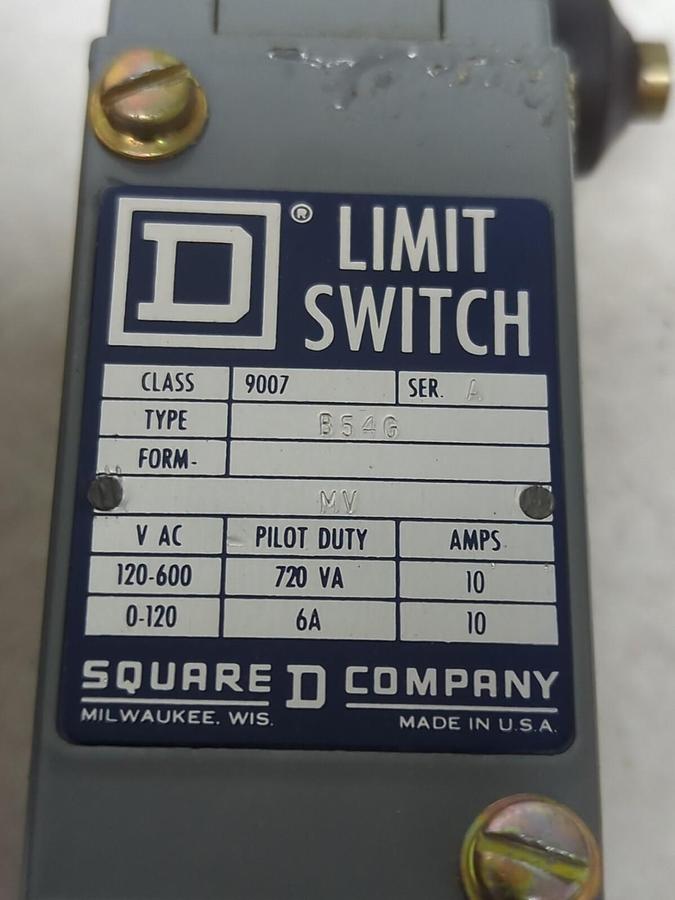 D ® LIMIT
SWITCH
CLASS 9007 SER. A
TYPE B54G
FORM-
MV
V AC PILOT DUTY AMPS
120-600 720 VA 10
0-120 6A 10
SQUARE D COMPANY
MILWAUKEE. WIS. MADE IN U.S.A.